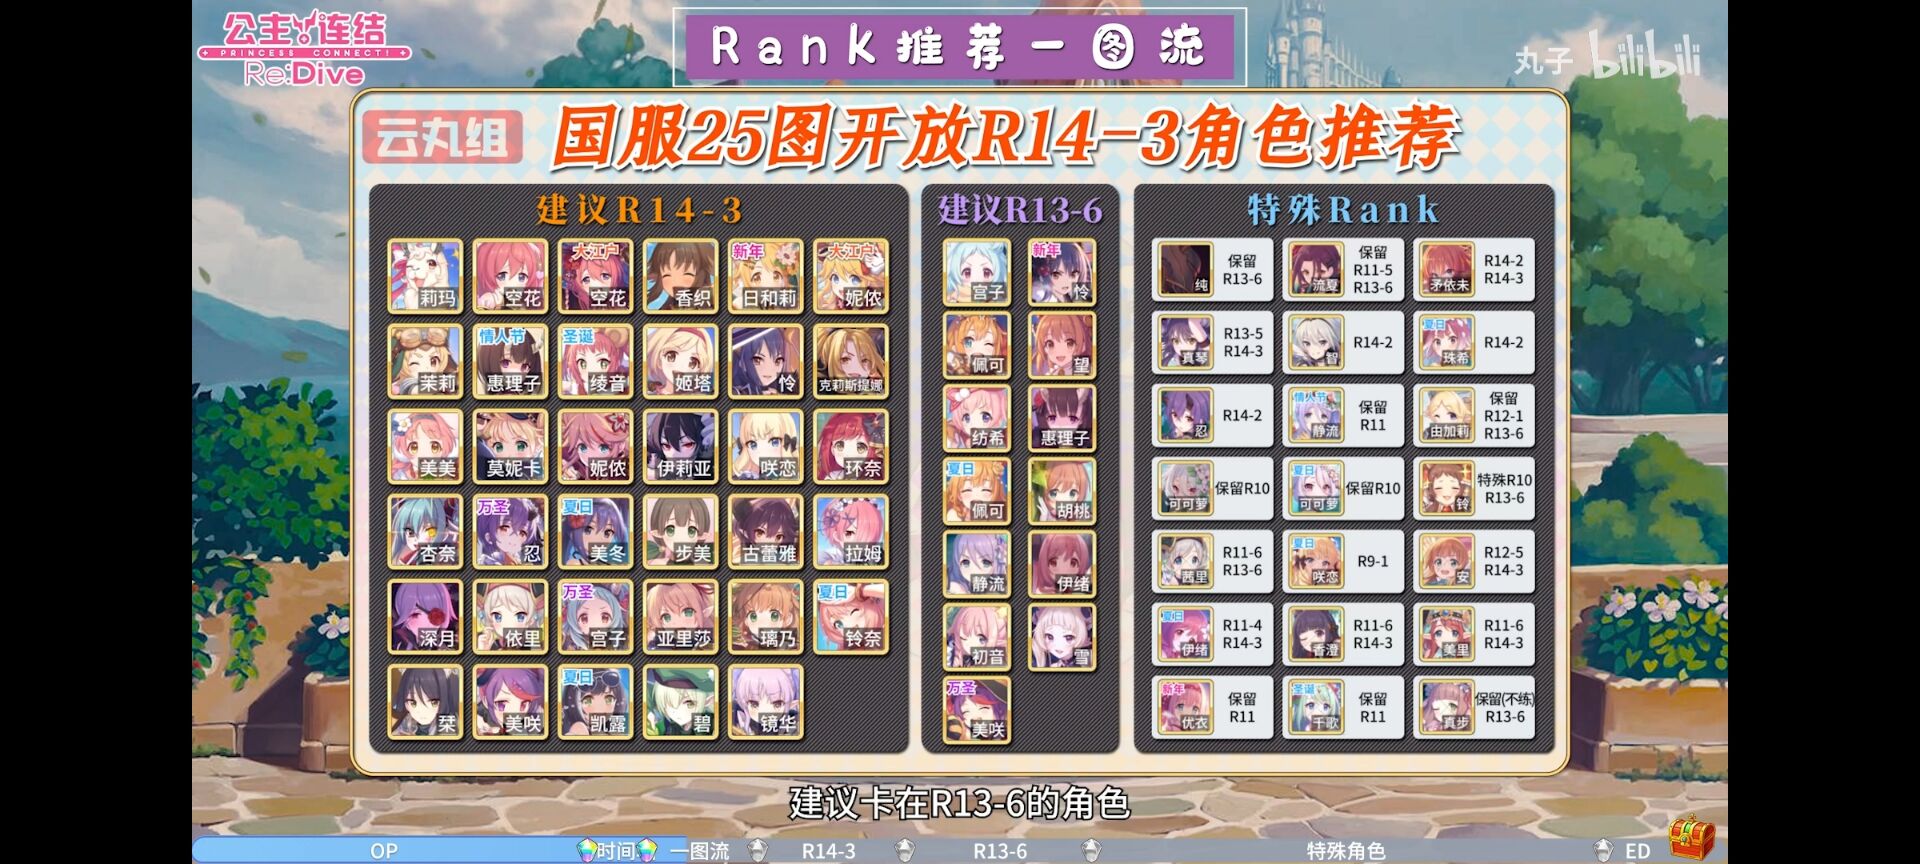 公主连结
PRINCESS CONNECT!
Re:Dive
Rank推荐一图流
丸子 bilibili
云丸组
国服25图开放R14-3角色推荐
建议R14-3
莉玛
空花
大江户
空花
香织
新年
日和莉
大江户
妮侬
茉莉
情人节
惠理子
圣诞
绫音
姬塔
怜
克莉斯提娜
美美
莫妮卡
妮侬
伊莉亚
咲恋
环奈
杏奈
万圣
忍
夏日
美冬
步美
古蕾雅
拉姆
深月
依里
万圣
宫子
亚里莎
璃乃
夏日
铃奈
栞
美咲
夏日
凯露
碧
镜华
建议R13-6
宫子
新年
怜
佩可
望
纺希
惠理子
夏日
佩可
胡桃
静流
伊绪
初音
雪
万圣
美咲
特殊Rank
纯
保留
R13-6
流夏
保留
R11-5
R13-6
矛依未
R14-2
R14-3
真琴
R13-5
R14-3
智
R14-2
夏日
珠希
R14-2
忍
R14-2
情人节
静流
保留
R11
由加莉
保留
R12-1
R13-6
可可萝
保留R10
夏日
可可萝
保留R10
铃
特殊R10
R13-6
茜里
R11-6
R13-6
夏日
咲恋
R9-1
安
R12-5
R14-3
夏日
伊绪
R11-4
R14-3
香澄
R11-6
R14-3
美里
R11-6
R14-3
新年
优衣
保留
R11
圣诞
千歌
保留
R11
真步
保留(不练)
R13-6
建议卡在R13-6的角色
OP
时间
一图流
R14-3
R13-6
特殊角色
ED